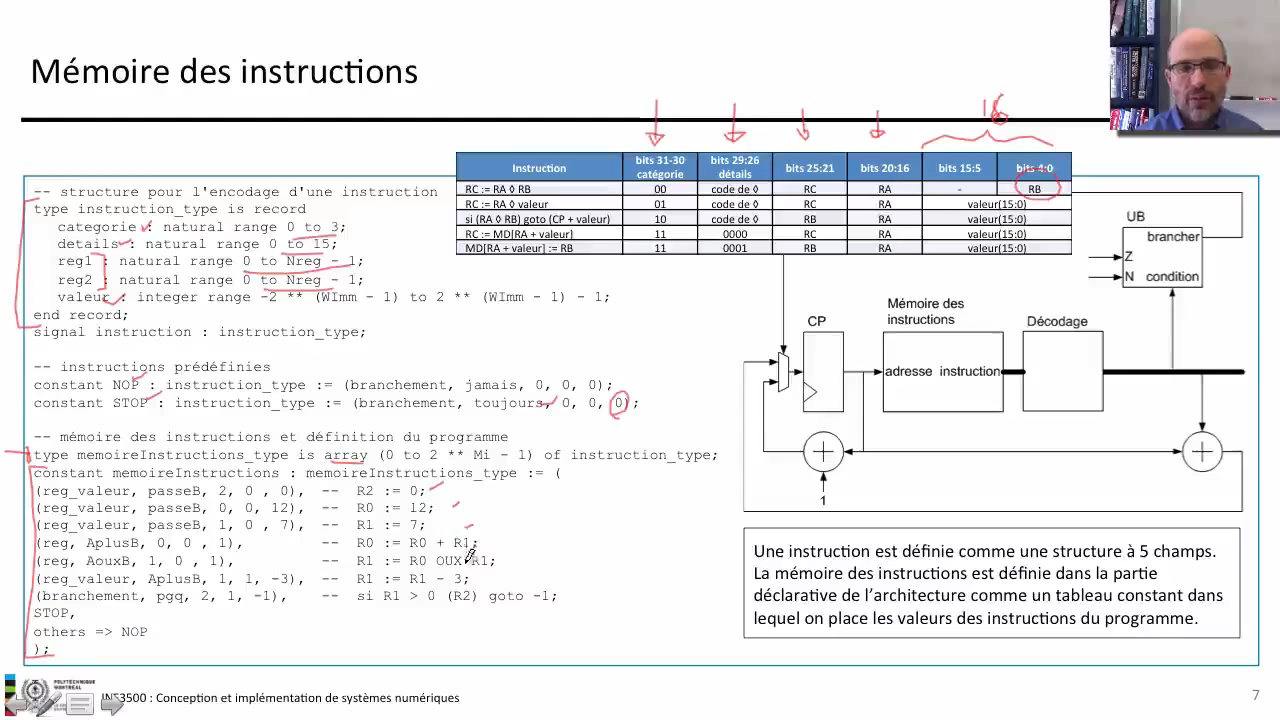 Mémoire des instructions
16
Instruction bits 31-30 catégorie bits 29:26 détails bits 25:21 bits 20:16 bits 15:5 bits 4:0
RC := RA ◊ RB 00 code de ◊ RC RA - RB
RC := RA ◊ valeur 01 code de ◊ RC RA valeur(15:0)
si (RA ◊ RB) goto (CP + valeur) 10 code de ◊ RB RA valeur(15:0)
RC := MD[RA + valeur] 11 0000 RC RA valeur(15:0)
MD[RA + valeur] := RB 11 0001 RB RA valeur(15:0)
-- structure pour l'encodage d'une instruction
type instruction_type is record
categorie : natural range 0 to 3;
details : natural range 0 to 15;
reg1 : natural range 0 to Nreg - 1;
reg2 : natural range 0 to Nreg - 1;
valeur : integer range -2 ** (WImm - 1) to 2 ** (WImm - 1) - 1;
end record;
signal instruction : instruction_type;
-- instructions prédéfinies
constant NOP : instruction_type := (branchement, jamais, 0, 0, 0);
constant STOP : instruction_type := (branchement, toujours, 0, 0, 0);
-- mémoire des instructions et définition du programme
type memoireInstructions_type is array (0 to 2 ** Mi - 1) of instruction_type;
constant memoireInstructions : memoireInstructions_type := (
(reg_valeur, passeB, 2, 0 , 0), -- R2 := 0;
(reg_valeur, passeB, 0, 0, 12), -- R0 := 12;
(reg_valeur, passeB, 1, 0 , 7), -- R1 := 7;
(reg, AplusB, 0, 0 , 1), -- R0 := R0 + R1;
(reg, AouxB, 1, 0 , 1), -- R1 := R0 OUX R1;
(reg_valeur, AplusB, 1, 1, -3), -- R1 := R1 - 3;
(branchement, pgq, 2, 1, -1), -- si R1 > 0 (R2) goto -1;
STOP,
others => NOP
);
UB
brancher
Z
N condition
CP
Mémoire des
instructions
Décodage
adresse instruction
+
+
1
Une instruction est définie comme une structure à 5 champs.
La mémoire des instructions est définie dans la partie
déclarative de l'architecture comme un tableau constant dans
lequel on place les valeurs des instructions du programme.
POLYTECHNIQUE
MONTRÉAL
INF3500 : Conception et implémentation de systèmes numériques
7